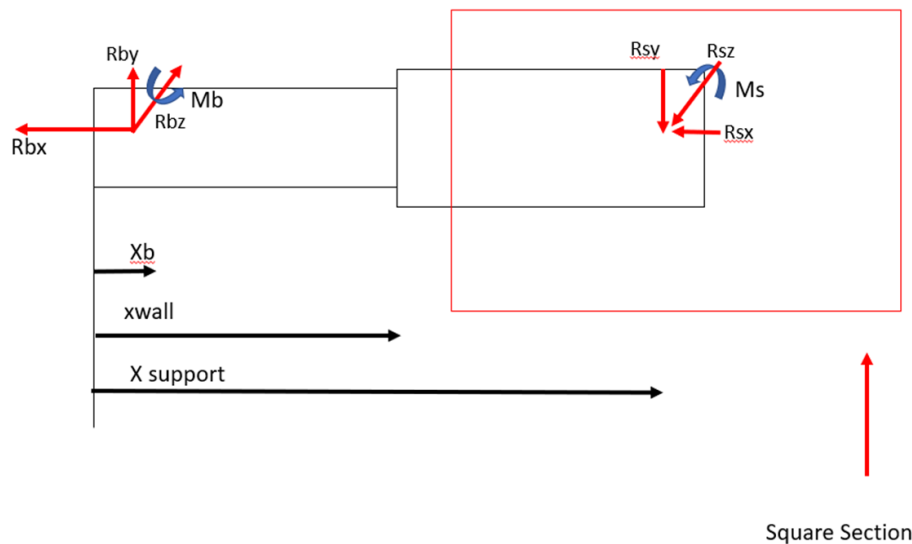 Rby
Rsy
Rsz
Mb
Ms
Rbz
Rsx
Rbx
Xb
xwall
X support
Square Section